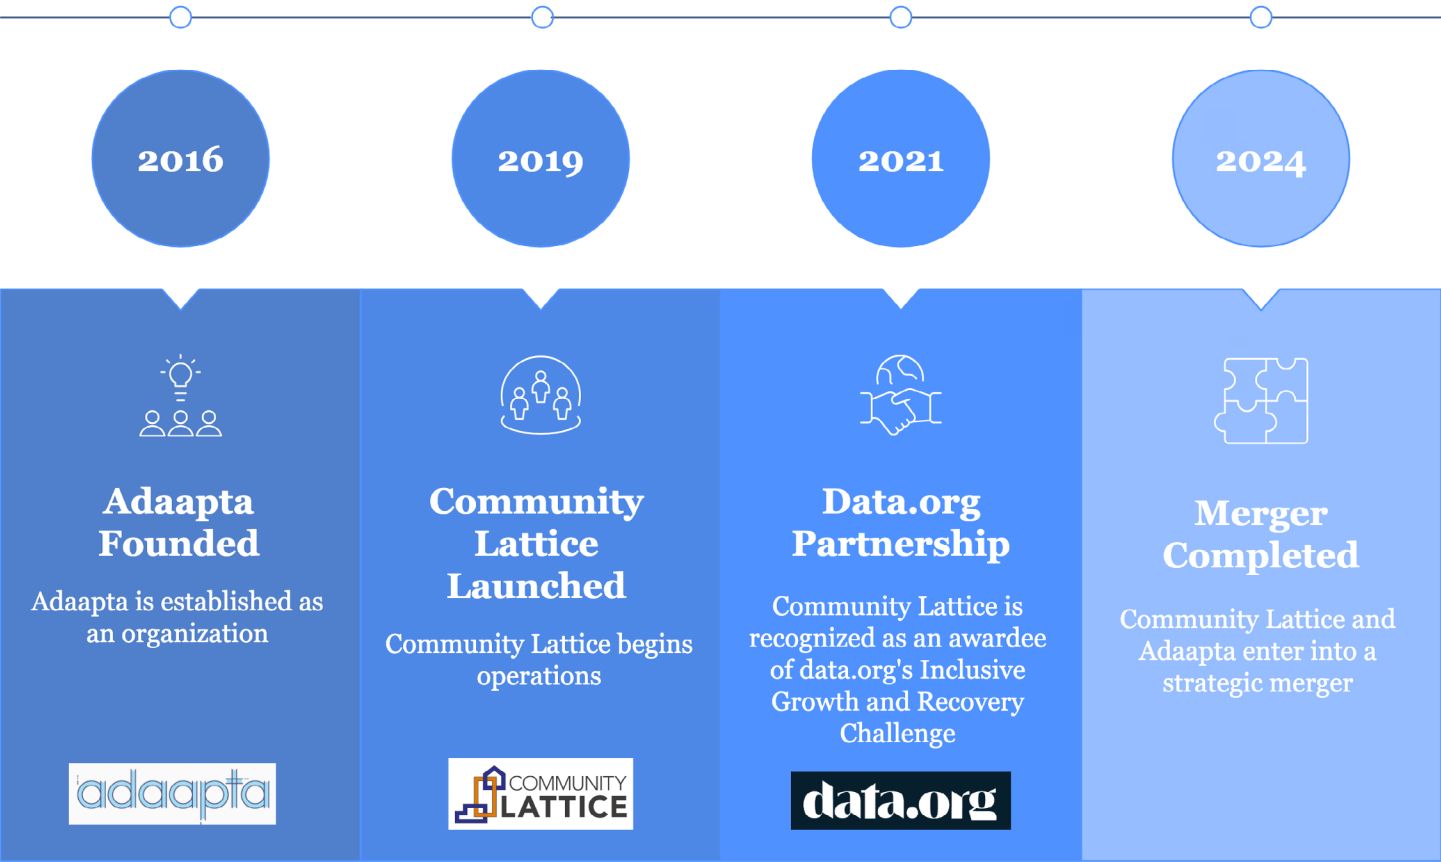 2016
2019
2021
2024
Adaapta
Founded
Adaapta is established as
an organization
adaapta
Community
Lattice
Launched
Community Lattice begins
operations
COMMUNITY
LATTICE
Data.org
Partnership
Community Lattice is
recognized as an awardee
of data.org's Inclusive
Growth and Recovery
Challenge
data.org
Merger
Completed
Community Lattice and
Adaapta enter into a
strategic merger